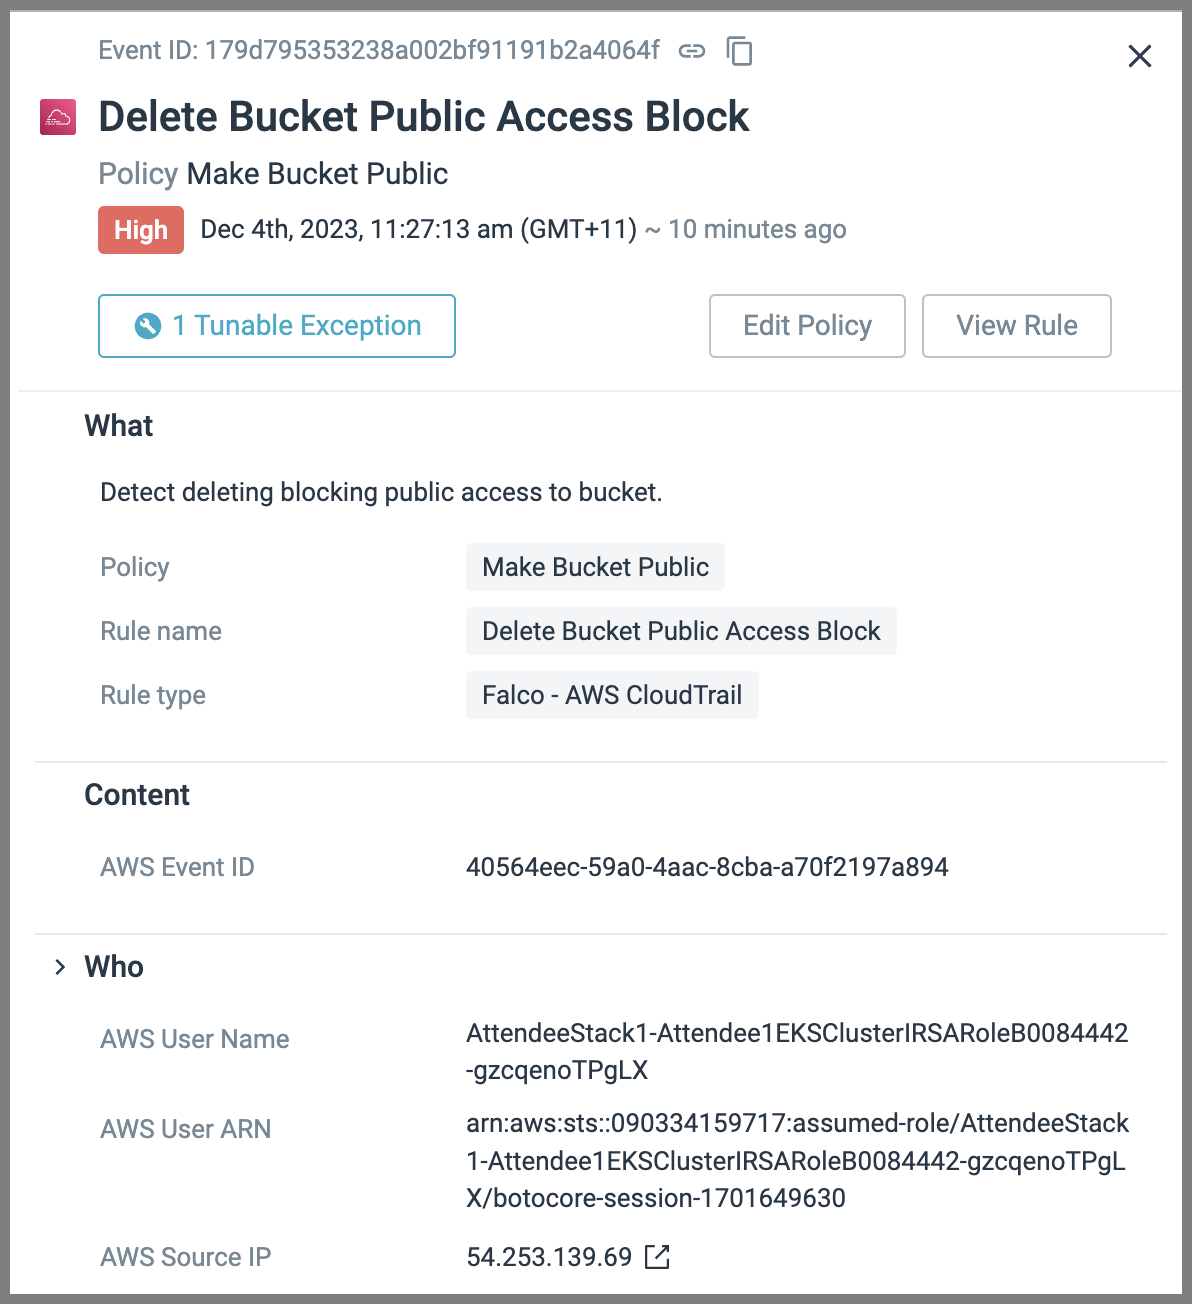 Event ID: 179d795353238a002bf91191b2a4064f
Delete Bucket Public Access Block
Policy Make Bucket Public
High Dec 4th, 2023, 11:27:13 am (GMT+11) ~ 10 minutes ago
1 Tunable Exception Edit Policy View Rule
What
Detect deleting blocking public access to bucket.
Policy Make Bucket Public
Rule name Delete Bucket Public Access Block
Rule type Falco - AWS CloudTrail
Content
AWS Event ID 40564eec-59a0-4aac-8cba-a70f2197a894
Who
AWS User Name AttendeeStack1-Attendee1EKSClusterIRSARoleB0084442
-gzcqenoTPgLX
AWS User ARN arn:aws:sts::090334159717:assumed-role/AttendeeStack
1-Attendee1EKSClusterIRSARoleB0084442-gzcqenoTPgL
X/botocore-session-1701649630
AWS Source IP 54.253.139.69